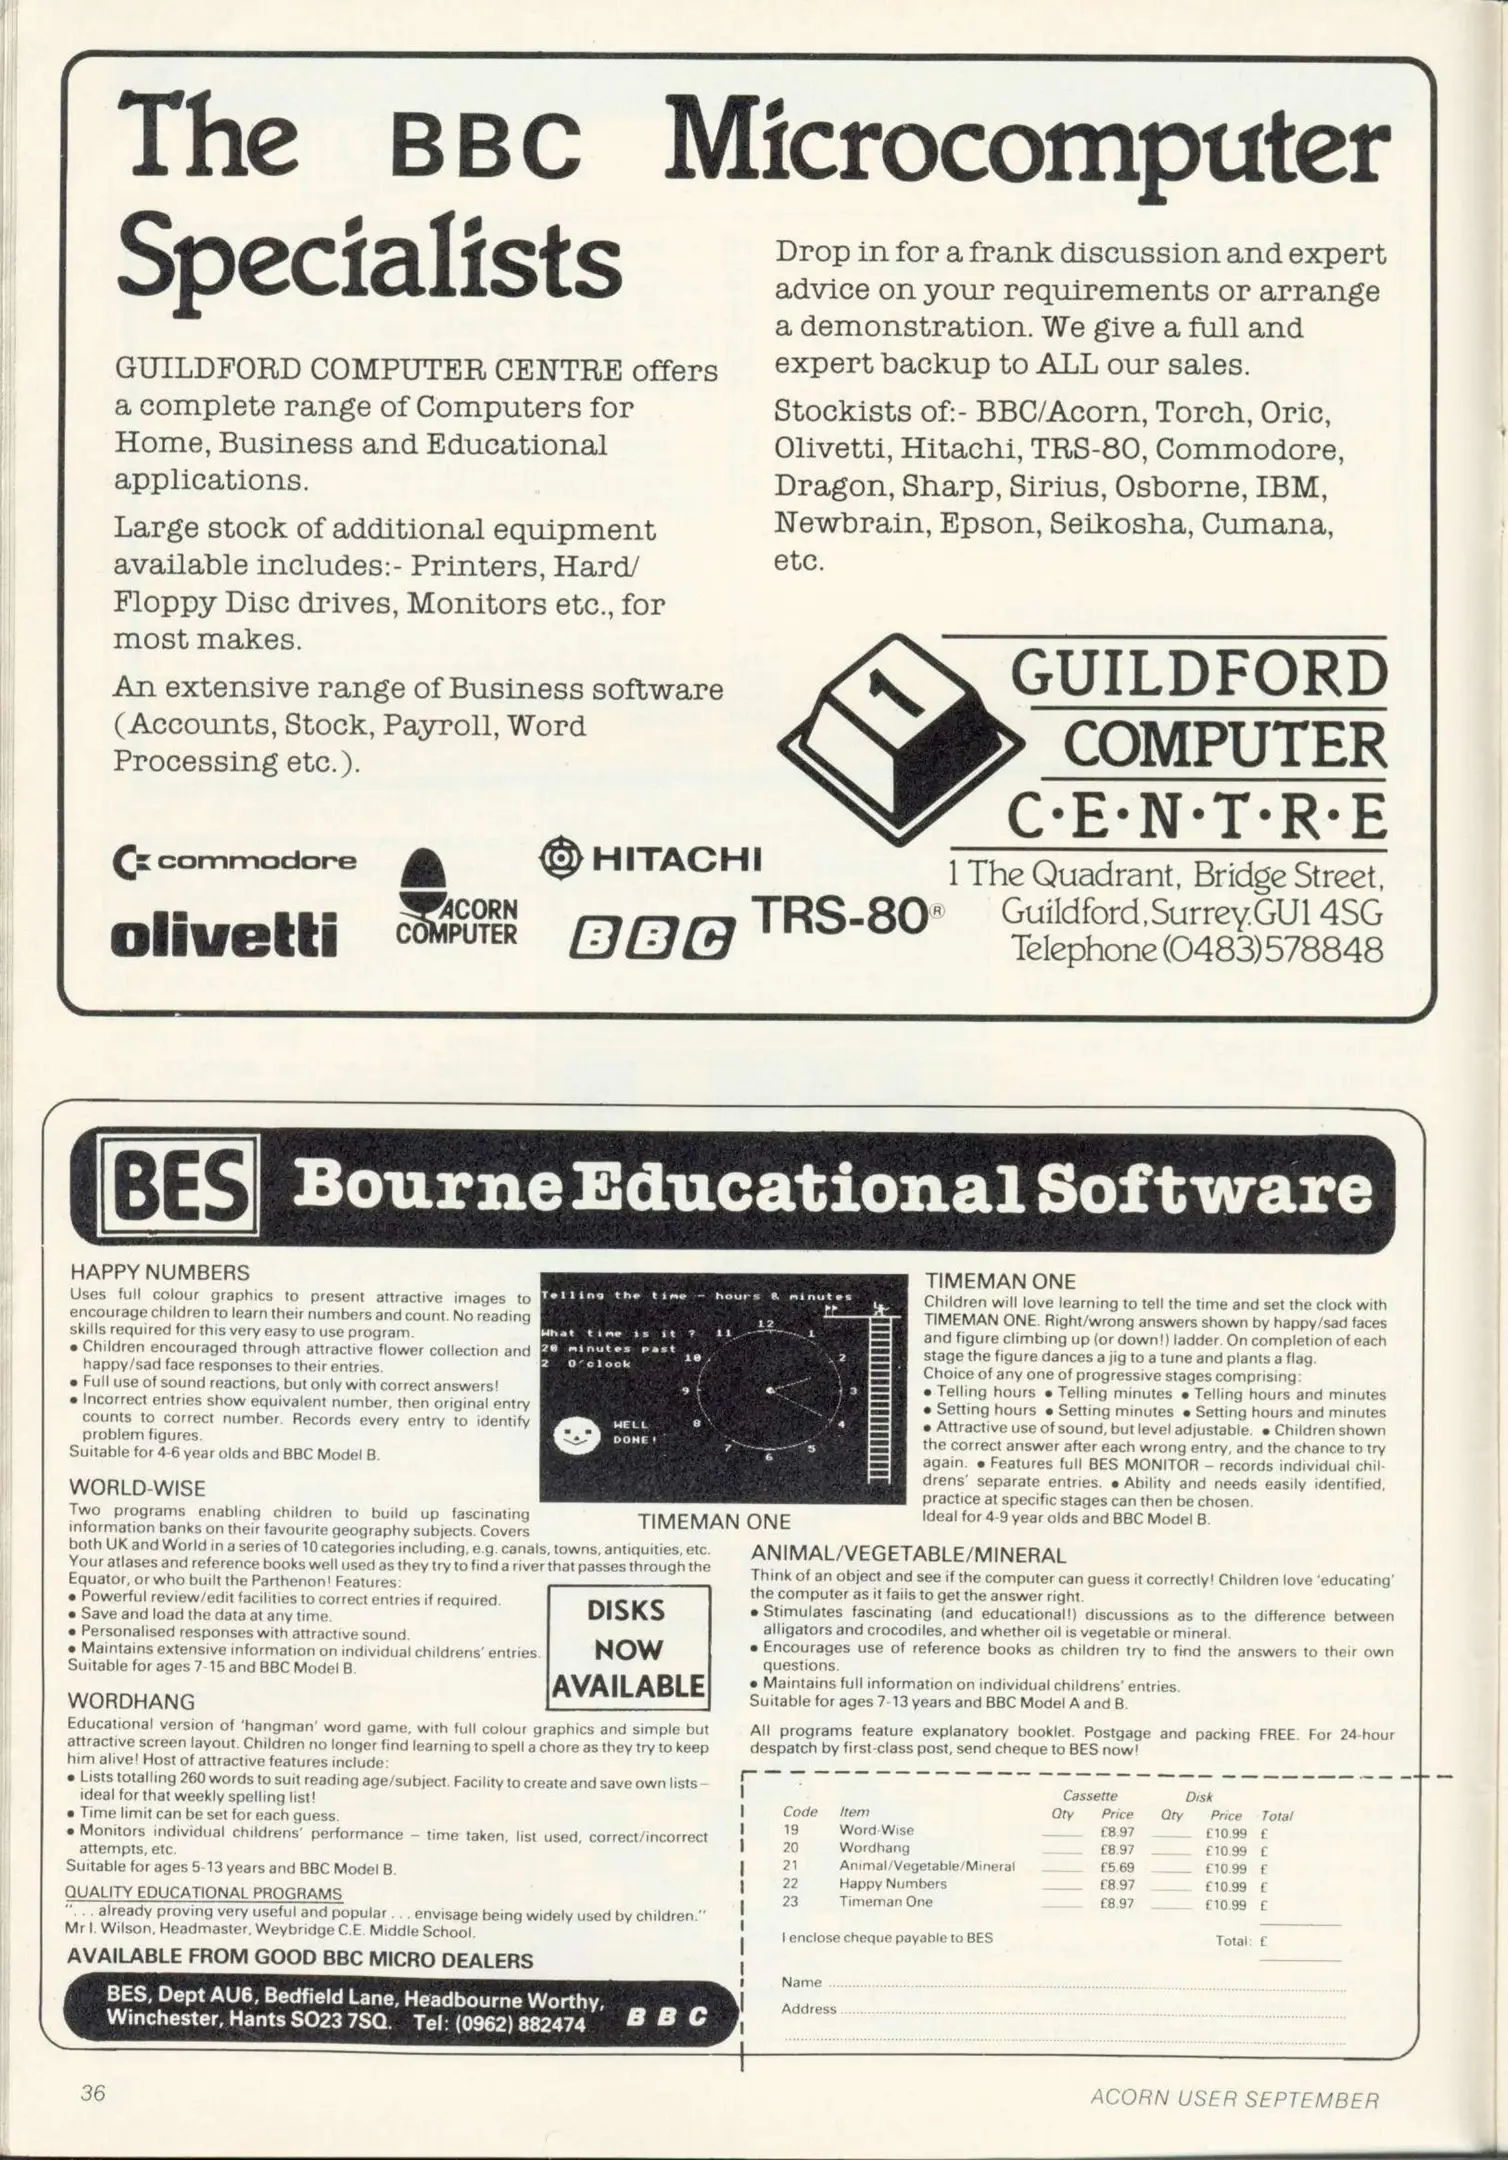 The BBC Microcomputer
Specialists
GUILDFORD COMPUTER CENTRE offers
a complete range of Computers for
Home, Business and Educational
applications.
Large stock of additional equipment
available includes:- Printers, Hard/
Floppy Disc drives, Monitors etc., for
most makes.
An extensive range of Business software
(Accounts, Stock, Payroll, Word
Processing etc.).
Drop in for a frank discussion and expert
advice on your requirements or arrange
a demonstration. We give a full and
expert backup to ALL our sales.
Stockists of:- BBC/Acorn, Torch, Oric,
Olivetti, Hitachi, TRS-80, Commodore,
Dragon, Sharp, Sirius, Osborne, IBM,
Newbrain, Epson, Seikosha, Cumana,
etc.
commodore
olivetti
ACORN
COMPUTER
HITACHI
BBC
TRS-80®
1
GUILDFORD
COMPUTER
C•E•N•T•R•E
1 The Quadrant, Bridge Street,
Guildford, Surrey. GU1 4SG
Telephone (0483) 578848
BES Bourne Educational Software
HAPPY NUMBERS
Uses full colour graphics to present attractive images to
encourage children to learn their numbers and count. No reading
skills required for this very easy to use program.
• Children encouraged through attractive flower collection and
happy/sad face responses to their entries.
• Full use of sound reactions, but only with correct answers!
• Incorrect entries show equivalent number, then original entry
counts to correct number. Records every entry to identify
problem figures.
Suitable for 4-6 year olds and BBC Model B.
WORLD-WISE
Two programs enabling children to build up fascinating
information banks on their favourite geography subjects. Covers
both UK and World in a series of 10 categories including, e.g. canals, towns, antiquities, etc.
Your atlases and reference books well used as they try to find a river that passes through the
Equator, or who built the Parthenon! Features:
• Powerful review/edit facilities to correct entries if required.
• Save and load the data at any time.
• Personalised responses with attractive sound.
• Maintains extensive information on individual childrens' entries.
Suitable for ages 7-15 and BBC Model B.
DISKS
NOW
AVAILABLE
WORDHANG
Educational version of 'hangman' word game, with full colour graphics and simple but
attractive screen layout. Children no longer find learning to spell a chore as they try to keep
him alive! Host of attractive features include:
• Lists totalling 260 words to suit reading age/subject. Facility to create and save own lists –
ideal for that weekly spelling list!
• Time limit can be set for each guess.
• Monitors individual childrens' performance – time taken, list used, correct/incorrect
attempts, etc.
Suitable for ages 5-13 years and BBC Model B.
QUALITY EDUCATIONAL PROGRAMS
". . . already proving very useful and popular . . . envisage being widely used by children."
Mr I. Wilson, Headmaster, Weybridge C.E. Middle School.
AVAILABLE FROM GOOD BBC MICRO DEALERS
BES, Dept AU6, Bedfield Lane, Headbourne Worthy,
Winchester, Hants SO23 7SQ. Tel: (0962) 882474
BBC
Telling the time - hours & minutes
What time is it ?
20 minutes past
2 O'clock
WELL
DONE!
12
1
2
3
4
5
6
7
8
9
10
11
TIMEMAN ONE
TIMEMAN ONE
Children will love learning to tell the time and set the clock with
TIMEMAN ONE. Right/wrong answers shown by happy/sad faces
and figure climbing up (or down!) ladder. On completion of each
stage the figure dances a jig to a tune and plants a flag.
Choice of any one of progressive stages comprising:
• Telling hours • Telling minutes • Telling hours and minutes
• Setting hours • Setting minutes • Setting hours and minutes
• Attractive use of sound, but level adjustable. • Children shown
the correct answer after each wrong entry, and the chance to try
again. • Features full BES MONITOR – records individual chil-
drens' separate entries. • Ability and needs easily identified,
practice at specific stages can then be chosen.
Ideal for 4-9 year olds and BBC Model B.
ANIMAL/VEGETABLE/MINERAL
Think of an object and see if the computer can guess it correctly! Children love 'educating'
the computer as it fails to get the answer right.
• Stimulates fascinating (and educational!) discussions as to the difference between
alligators and crocodiles, and whether oil is vegetable or mineral.
• Encourages use of reference books as children try to find the answers to their own
questions.
• Maintains full information on individual childrens' entries.
Suitable for ages 7-13 years and BBC Model A and B.
All programs feature explanatory booklet. Postgage and packing FREE. For 24-hour
despatch by first-class post, send cheque to BES now!
Cassette Disk
Code Item Qty Price Qty Price Total
19 Word-Wise £8.97 £10.99 £
20 Wordhang £8.97 £10.99 £
21 Animal/Vegetable/Mineral £5.69 £10.99 £
22 Happy Numbers £8.97 £10.99 £
23 Timeman One £8.97 £10.99 £
I enclose cheque payable to BES Total: £
Name
Address
36
ACORN USER SEPTEMBER